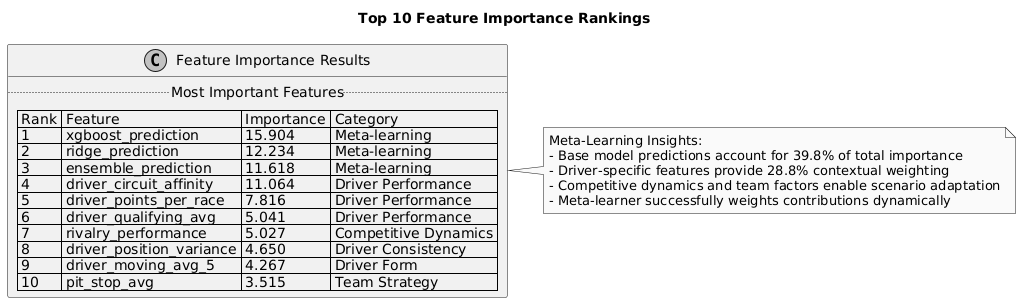 Top 10 Feature Importance Rankings
C Feature Importance Results
Most Important Features
Rank Feature Importance Category
1 xgboost_prediction 15.904 Meta-learning
2 ridge_prediction 12.234 Meta-learning
3 ensemble_prediction 11.618 Meta-learning
4 driver_circuit_affinity 11.064 Driver Performance
5 driver_points_per_race 7.816 Driver Performance
6 driver_qualifying_avg 5.041 Driver Performance
7 rivalry_performance 5.027 Competitive Dynamics
8 driver_position_variance 4.650 Driver Consistency
9 driver_moving_avg_5 4.267 Driver Form
10 pit_stop_avg 3.515 Team Strategy
Meta-Learning Insights:
- Base model predictions account for 39.8% of total importance
- Driver-specific features provide 28.8% contextual weighting
- Competitive dynamics and team factors enable scenario adaptation
- Meta-learner successfully weights contributions dynamically